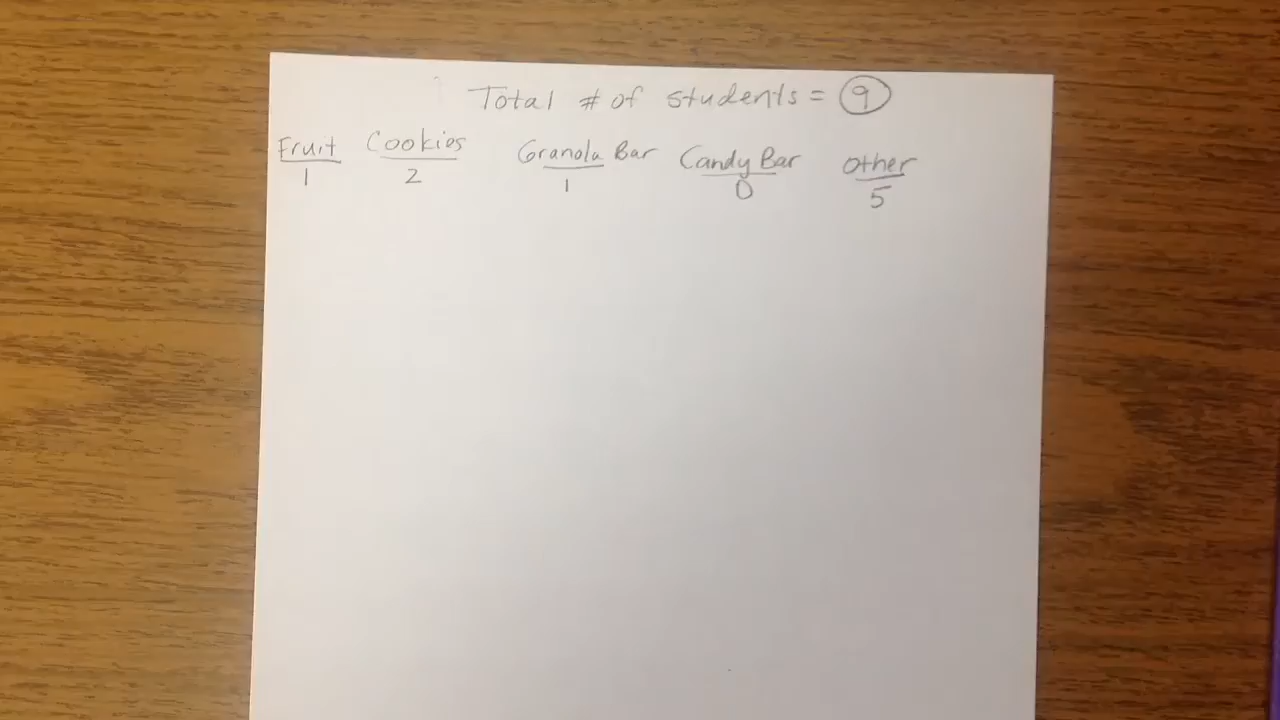 Total # of students = 9
Fruit Cookies Granola Bar Candy Bar Other
1 2 1 0 5